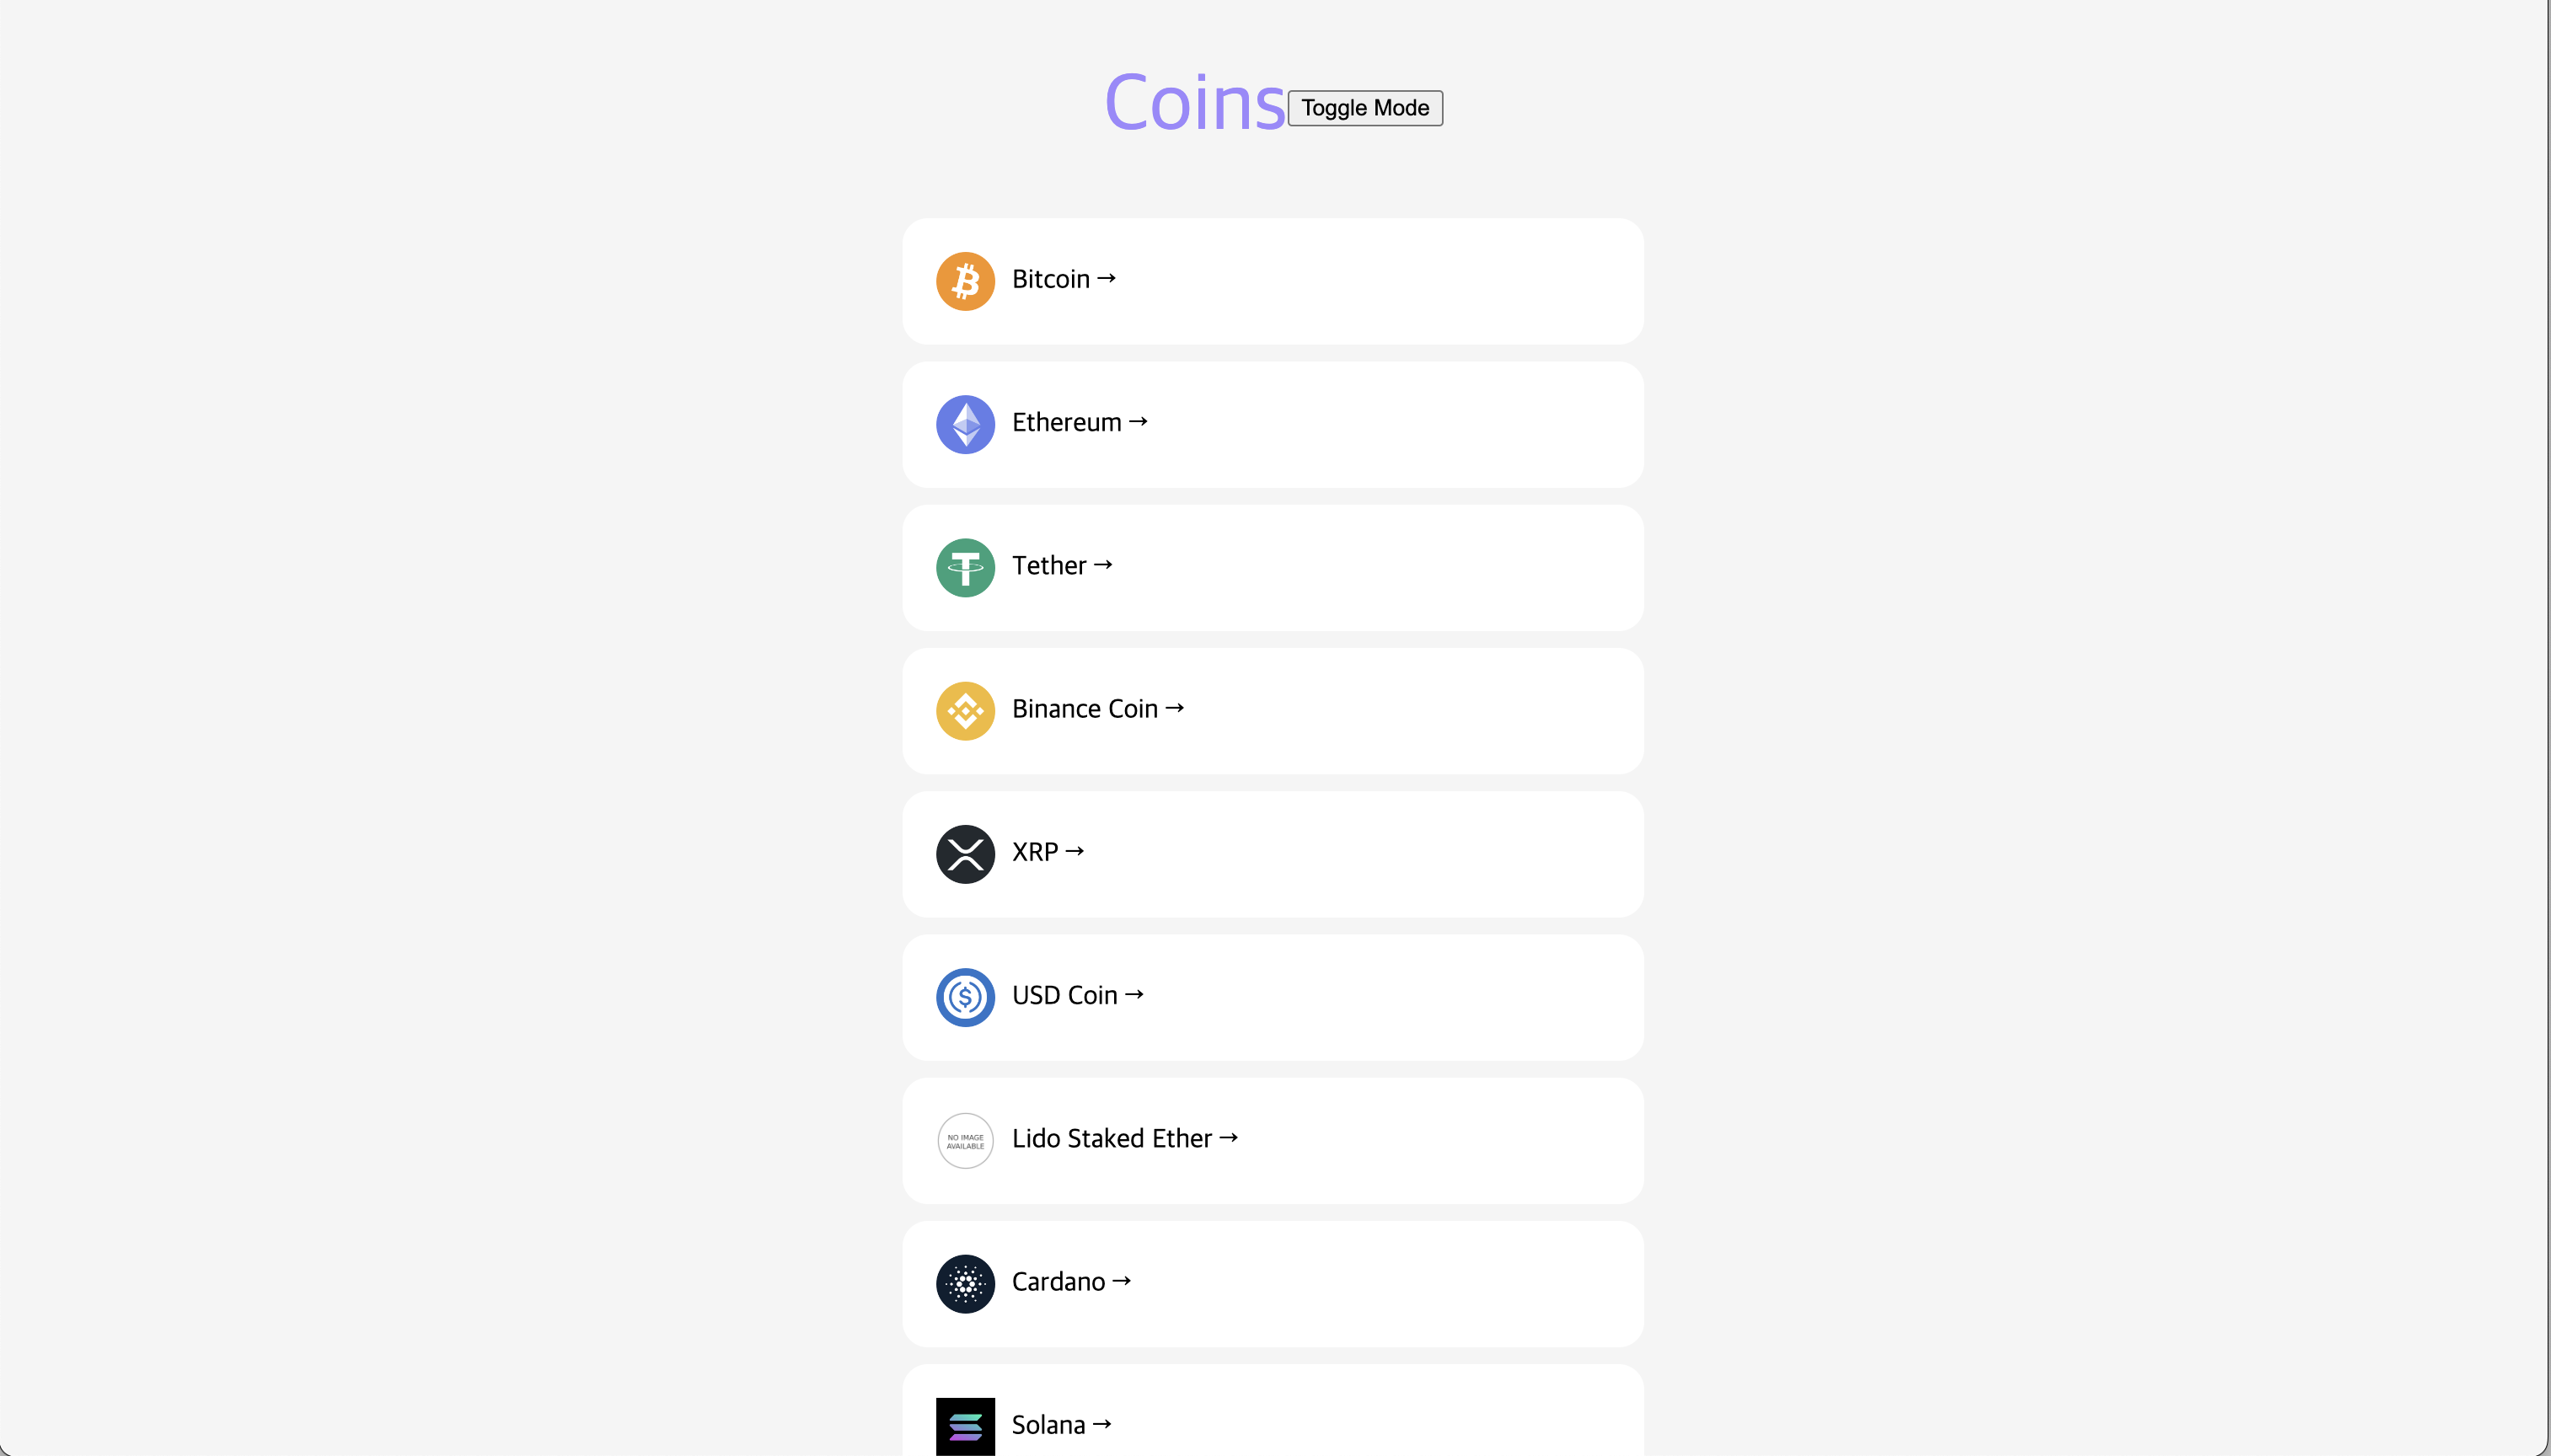 Coins Toggle Mode
Bitcoin →
Ethereum →
Tether →
Binance Coin →
XRP →
USD Coin →
NO IMAGE
AVAILABLE
Lido Staked Ether →
Cardano →
Solana →